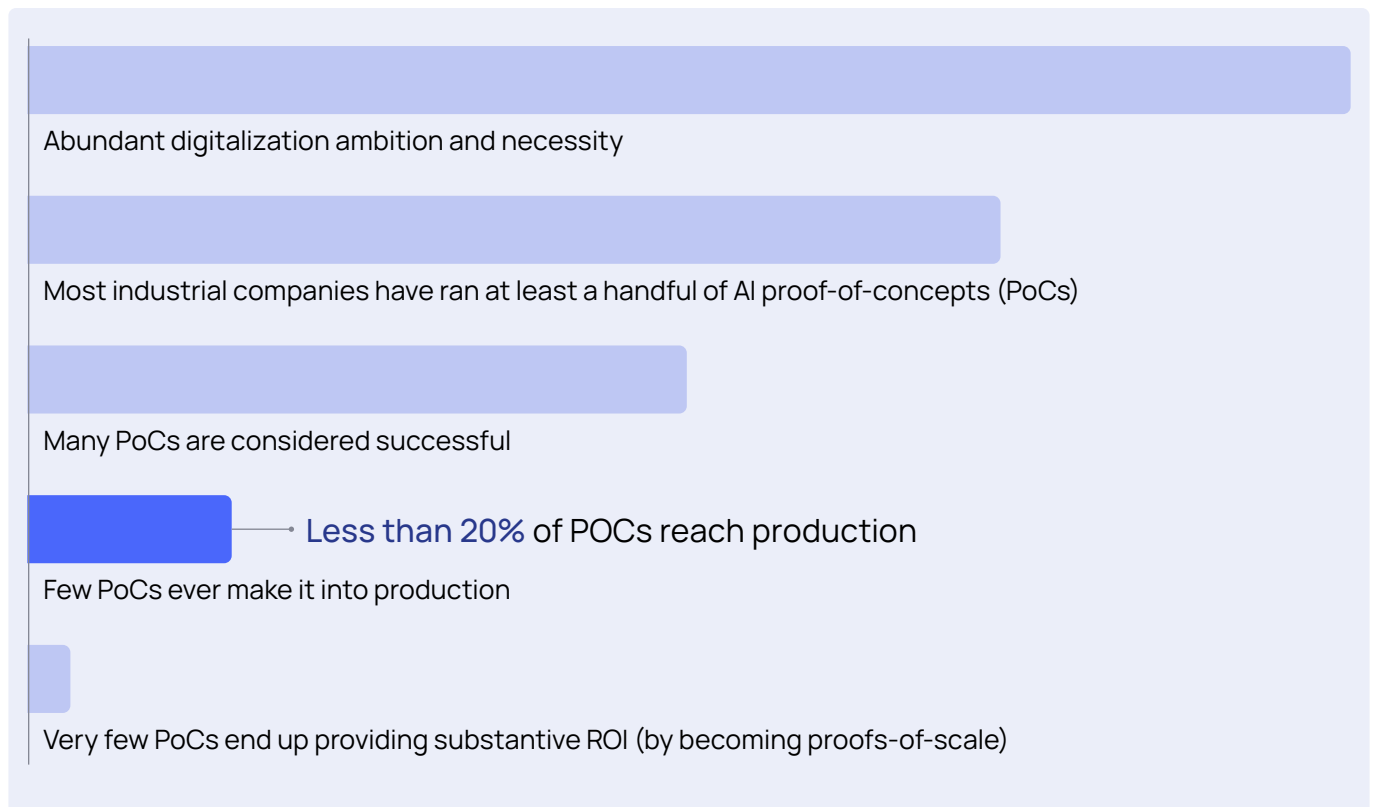 Abundant digitalization ambition and necessity
Most industrial companies have ran at least a handful of AI proof-of-concepts (PoCs)
Many PoCs are considered successful
Less than 20% of POCs reach production
Few PoCs ever make it into production
Very few PoCs end up providing substantive ROI (by becoming proofs-of-scale)